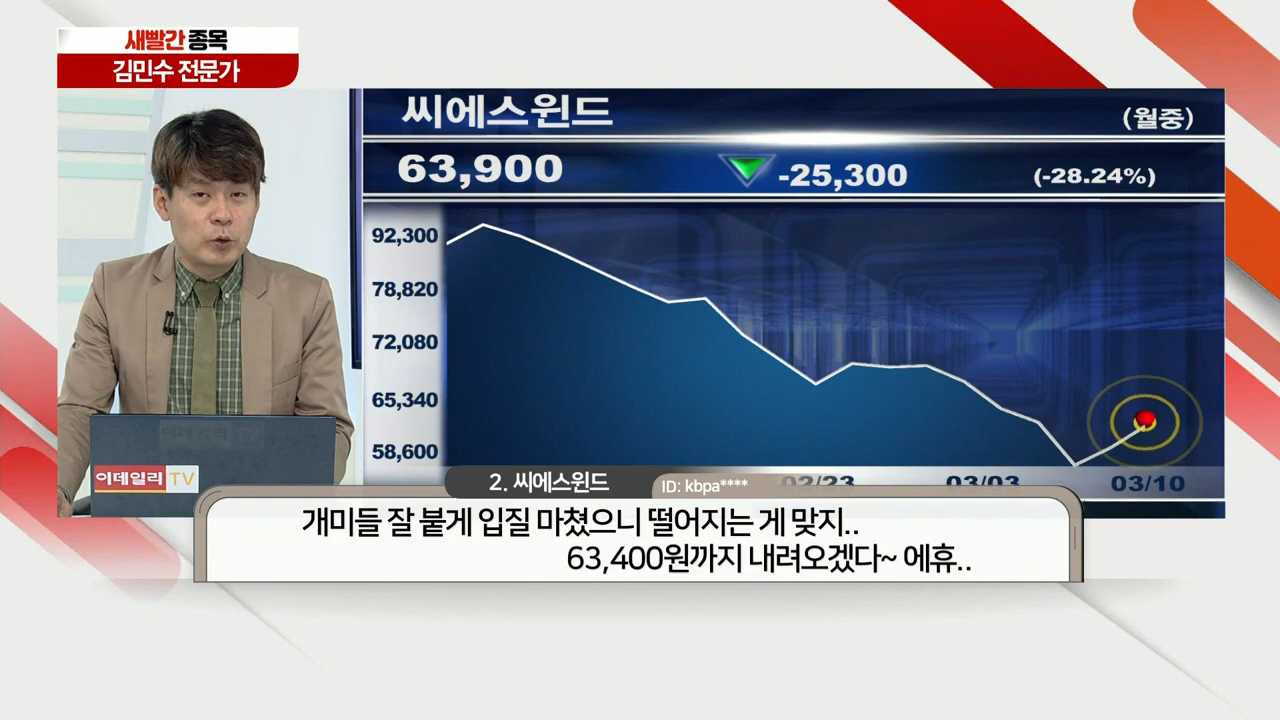 새빨간 종목
김민수 전문가
씨에스윈드
(월중)
63,900
-25,300
(-28.24%)
92,300
78,820
72,080
65,340
58,600
02/23
03/03
03/10
이데일리TV
2. 씨에스윈드
ID: kbpa****
개미들 잘 붙게 입질 마쳤으니 떨어지는 게 맞지..
63,400원까지 내려오겠다~ 에휴..